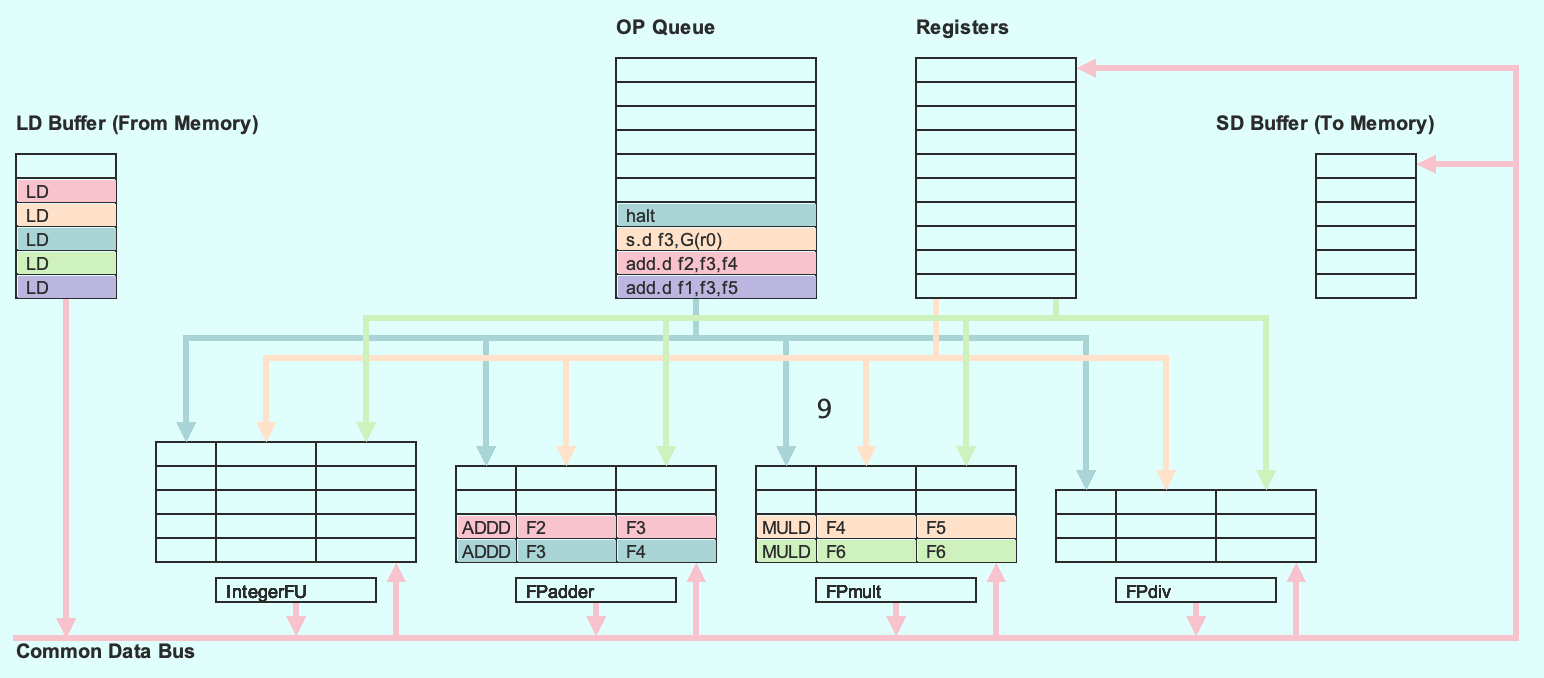 OP Queue
Registers
LD Buffer (From Memory)
SD Buffer (To Memory)
LD
LD
LD
LD
LD
halt
s.d f3,G(r0)
add.d f2,f3,f4
add.d f1,f3,f5
9
ADDD F2 F3
ADDD F3 F4
MULD F4 F5
MULD F6 F6
IntegerFU
FPadder
FPmult
FPdiv
Common Data Bus